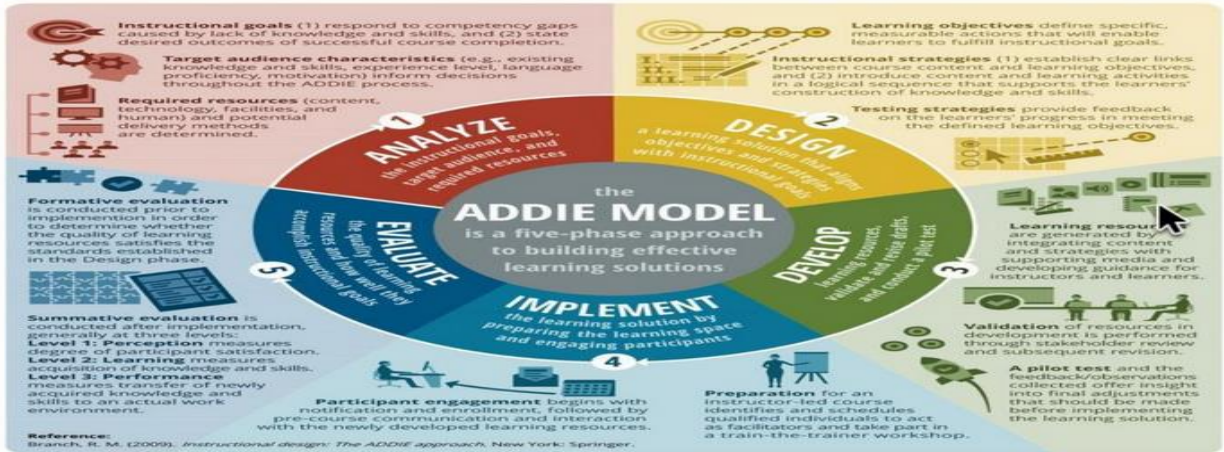 Instructional goals (1) respond to competency gaps
caused by lack of knowledge and skills, and (2) state
desired outcomes of successful course completion.
Target audience characteristics (e.g., existing
knowledge and skills, experience level, language
proficiency, motivation) inform decisions
throughout the ADDIE process.
Required resources (content,
technology, facilities, and
human) and potential
delivery methods
are determined.
Learning objectives define specific,
measurable actions that will enable
learners to fulfill instructional goals.
Instructional strategies (1) establish clear links
between course content and learning objectives,
and (2) introduce content and learning activities
in a logical sequence that supports the learners'
construction of knowledge and skills.
Testing strategies provide feedback
on the learners' progress in meeting
the defined learning objectives.
I.
II.
III.
the
ADDIE MODEL
is a five-phase approach
to building effective
learning solutions
1
ANALYZE
the instructional goals,
target audience, and
required resources
2
DESIGN
a learning solution that aligns
objectives and strategies
with instructional goals
3
DEVELOP
learning resources,
validate and revise drafts,
and conduct a pilot test
4
IMPLEMENT
the learning solution by
preparing the learning space
and engaging participants
5
EVALUATE
the quality of learning
resources and how well they
accomplish instructional goals
Learning
are generated by
integrating content
and strategies with
supporting media and
developing guidance for
instructors and learners.
Validation of resources in
development is performed
through stakeholder review
and subsequent revision.
A pilot test and the
feedback/observations
collected offer insight
into final adjustments
that should be made
before implementing
the learning solution.
Participant engagement begins with
notification and enrollment, followed by
pre-course communication and interaction
with the newly developed learning resources.
Preparation for an
instructor-led course
identifies and schedules
qualified individuals to act
as facilitators and take part in
a train-the-trainer workshop.
Formative evaluation
is conducted prior to
implemention in order
to determine whether
the quality of learning
resources satisfies the
standards established
in the Design phase.
Summative evaluation is
conducted after implementation,
generally at three levels:
Level 1: Perception measures
degree of participant satisfaction.
Level 2: Learning measures
acquisition of knowledge and skills.
Level 3: Performance
measures transfer of newly
acquired knowledge and
skills to an actual work
environment.
Reference:
Branch, R. M. (2009). Instructional design: The ADDIE approach. New York: Springer.